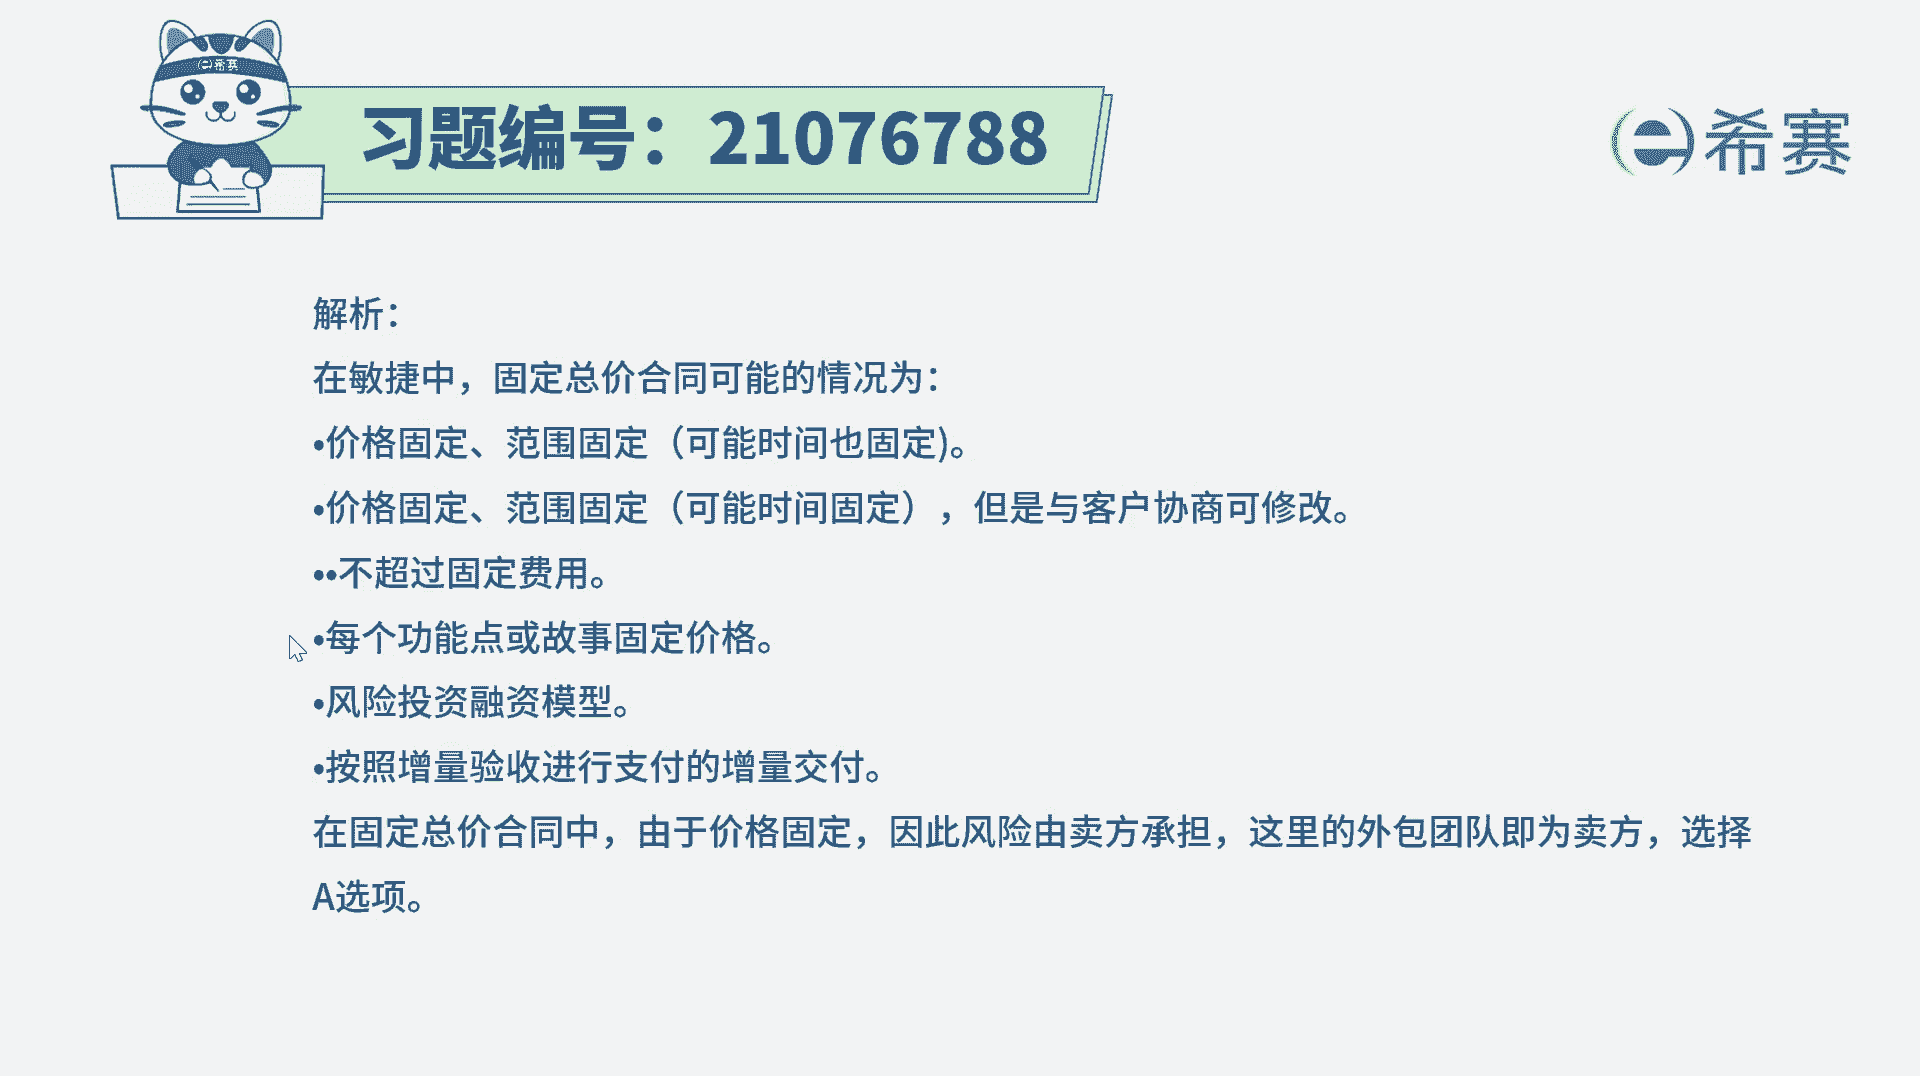 希赛
习题编号：21076788
希赛
解析：
在敏捷中，固定总价合同可能的情况为：
•价格固定、范围固定（可能时间也固定)。
•价格固定、范围固定（可能时间固定），但是与客户协商可修改。
••不超过固定费用。
•每个功能点或故事固定价格。
•风险投资融资模型。
•按照增量验收进行支付的增量交付。
在固定总价合同中，由于价格固定，因此风险由卖方承担，这里的外包团队即为卖方，选择
A选项。